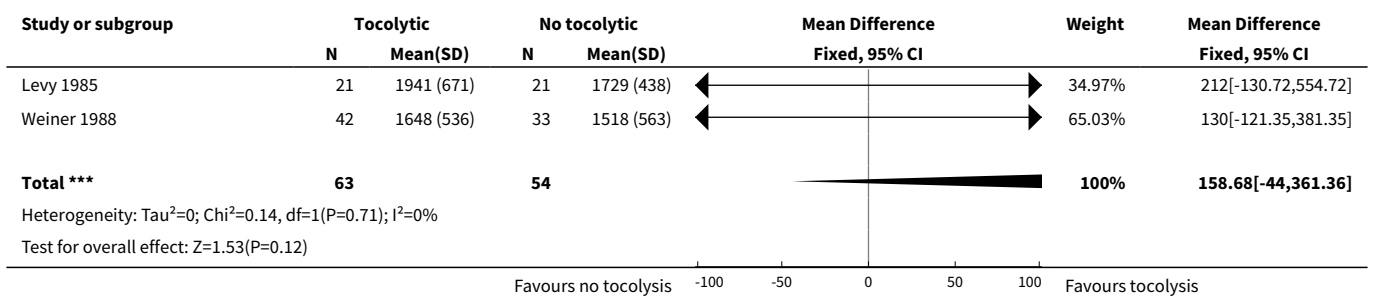 Study or subgroup Tocolytic No tocolytic Mean Difference Weight Mean Difference
N Mean(SD) N Mean(SD) Fixed, 95% CI Fixed, 95% CI
Levy 1985 21 1941 (671) 21 1729 (438) 34.97% 212[-130.72,554.72]
Weiner 1988 42 1648 (536) 33 1518 (563) 65.03% 130[-121.35,381.35]
Total *** 63 54 100% 158.68[-44,361.36]
Heterogeneity: Tau²=0; Chi²=0.14, df=1(P=0.71); I²=0%
Test for overall effect: Z=1.53(P=0.12)
Favours no tocolysis -100 -50 0 50 100 Favours tocolysis